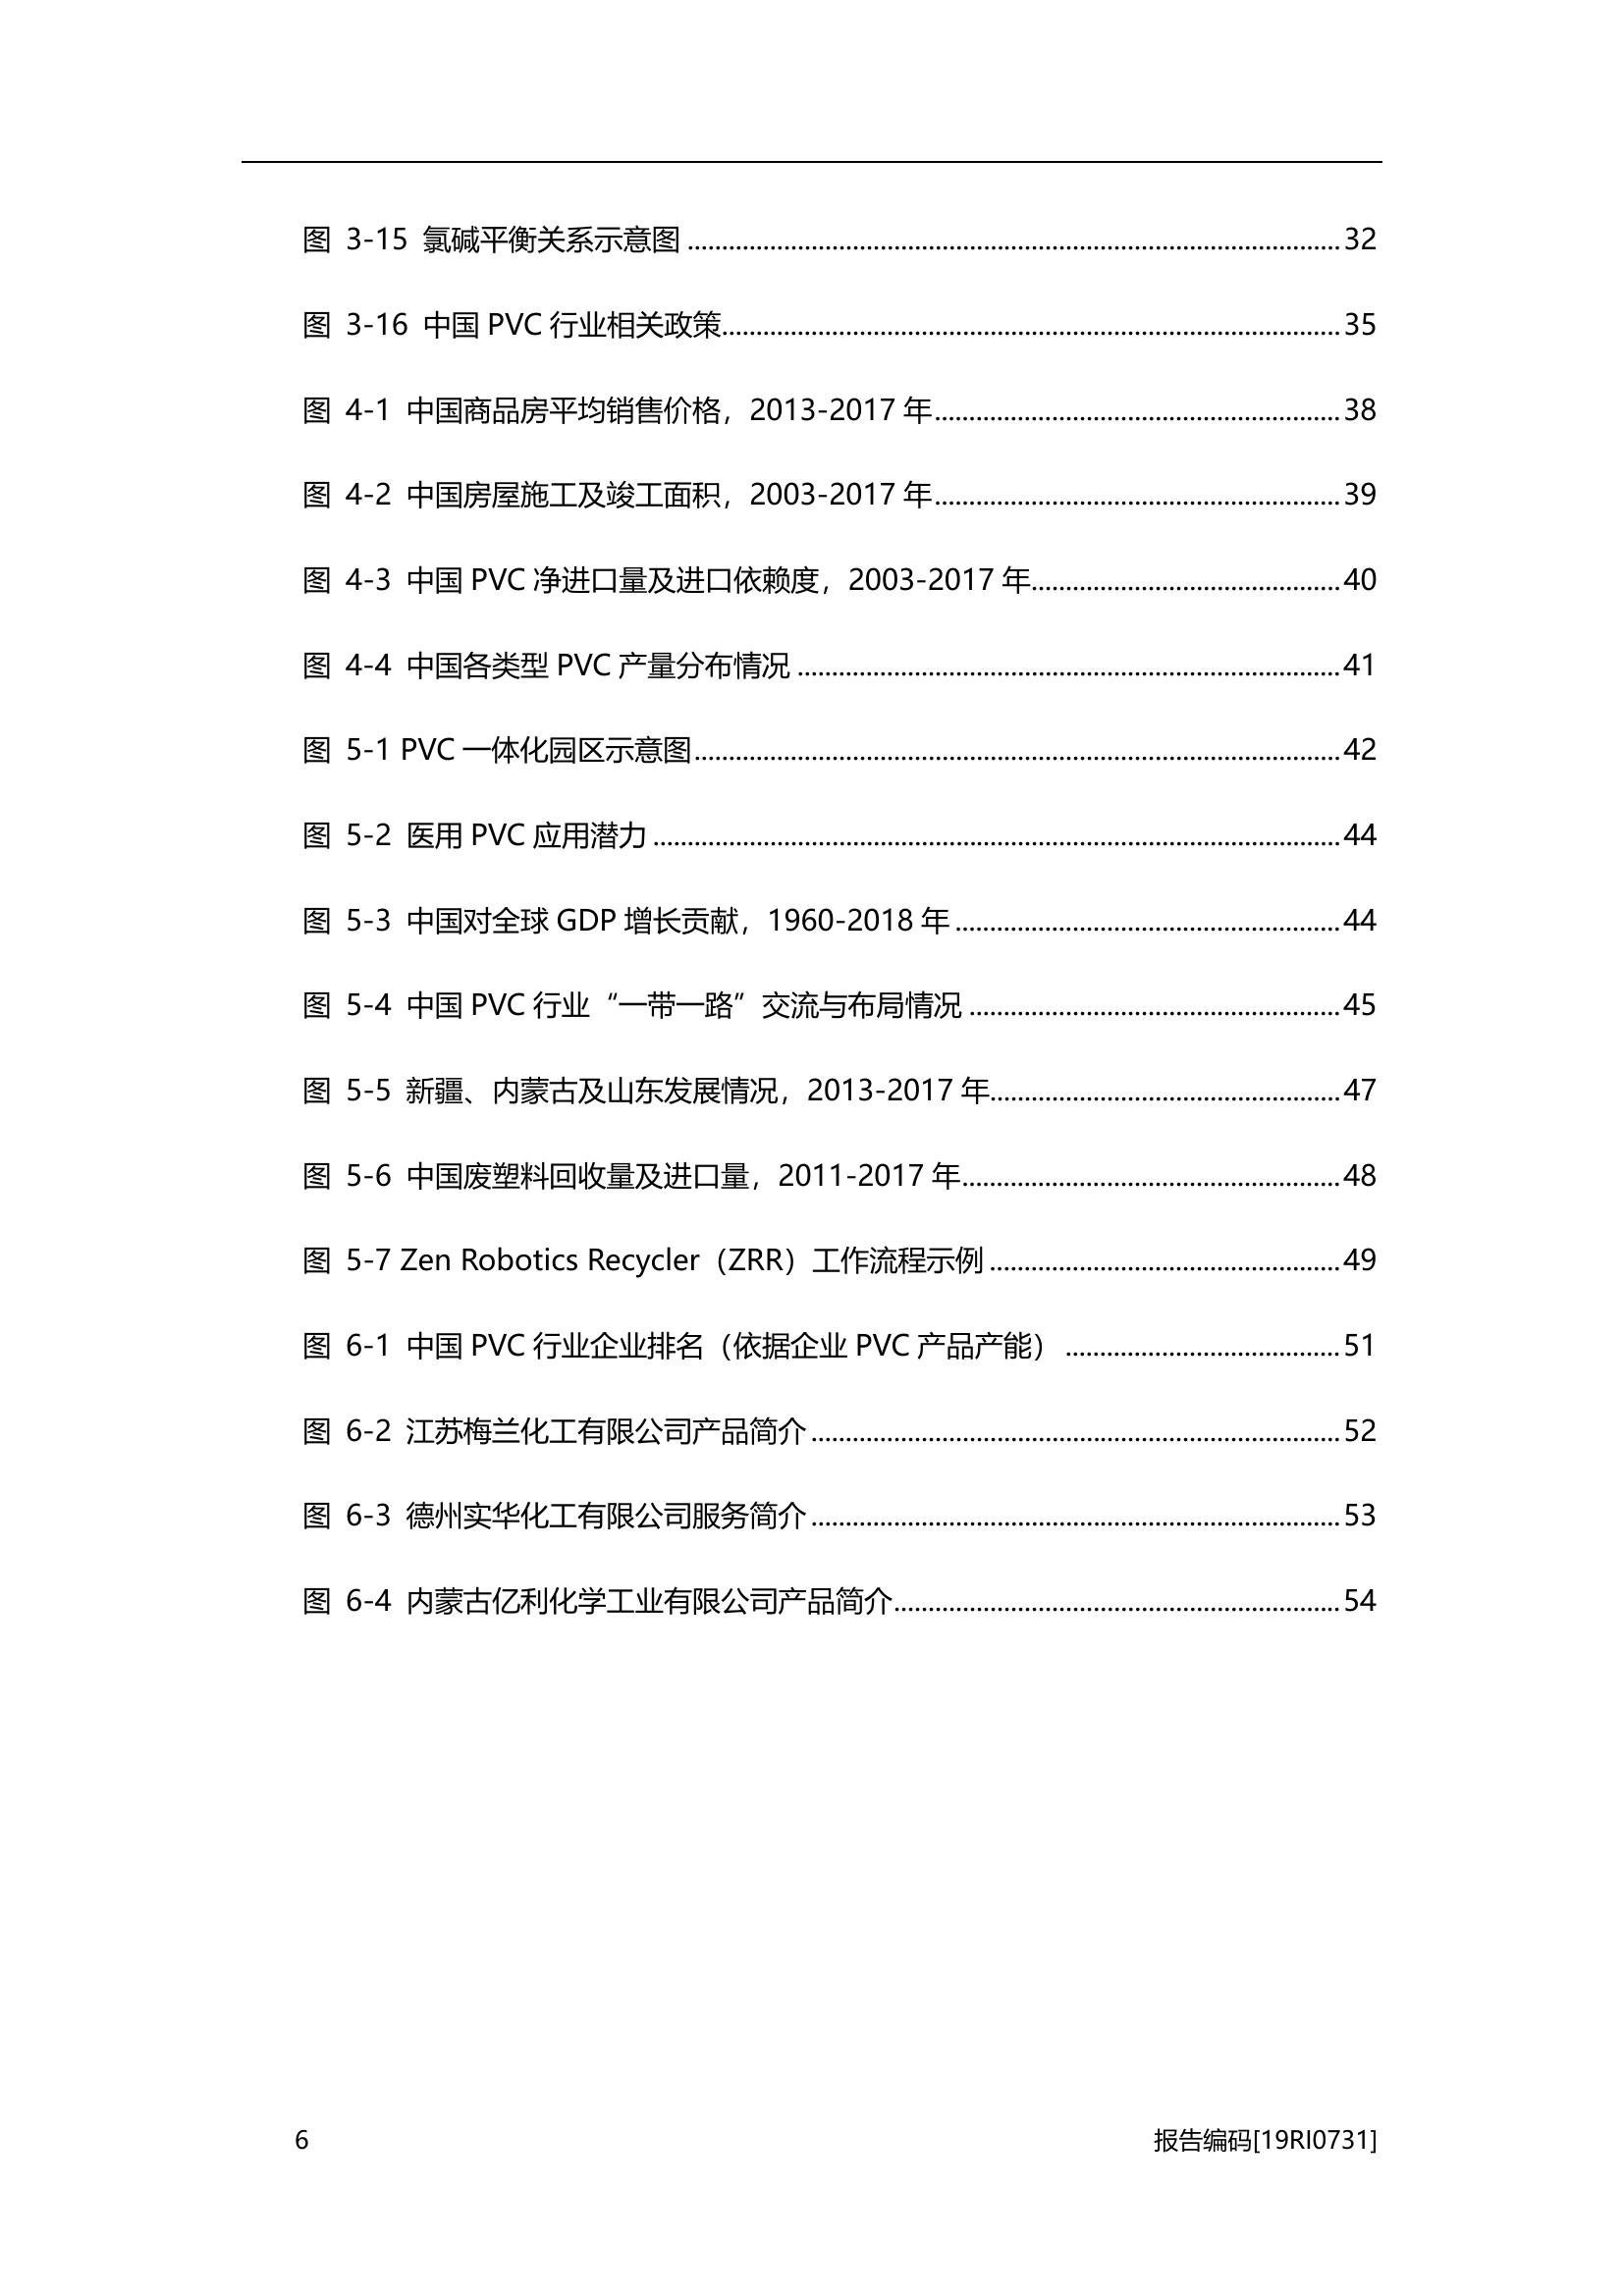 图 3-15 氯碱平衡关系示意图 ........ 32
图 3-16 中国 PVC 行业相关政策 ........ 35
图 4-1 中国商品房平均销售价格，2013-2017 年 ........ 38
图 4-2 中国房屋施工及竣工面积，2003-2017 年 ........ 39
图 4-3 中国 PVC 净进口量及进口依赖度，2003-2017 年 ........ 40
图 4-4 中国各类型 PVC 产量分布情况 ........ 41
图 5-1 PVC 一体化园区示意图 ........ 42
图 5-2 医用 PVC 应用潜力 ........ 44
图 5-3 中国对全球 GDP 增长贡献，1960-2018 年 ........ 44
图 5-4 中国 PVC 行业“一带一路”交流与布局情况 ........ 45
图 5-5 新疆、内蒙古及山东发展情况，2013-2017 年 ........ 47
图 5-6 中国废塑料回收量及进口量，2011-2017 年 ........ 48
图 5-7 Zen Robotics Recycler（ZRR）工作流程示例 ........ 49
图 6-1 中国 PVC 行业企业排名（依据企业 PVC 产品产能） ........ 51
图 6-2 江苏梅兰化工有限公司产品简介 ........ 52
图 6-3 德州实华化工有限公司服务简介 ........ 53
图 6-4 内蒙古亿利化学工业有限公司产品简介 ........ 54
6 报告编码[19RI0731]